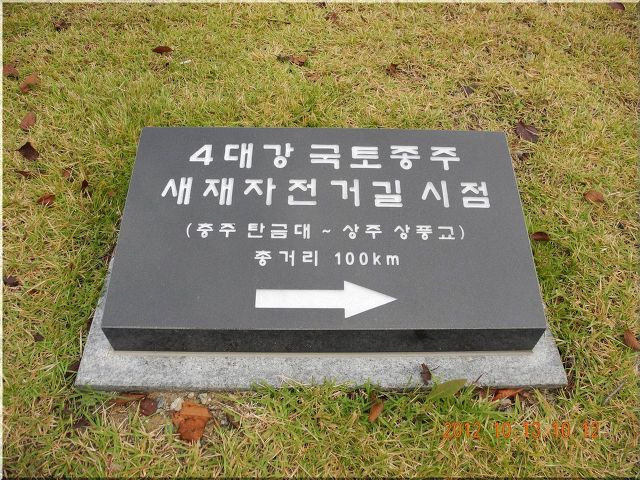 4대강 국토종주
새재자전거길 시점
(충주 탄금대 ~ 상주 상풍교)
총거리 100km
2012 10 13 10 12